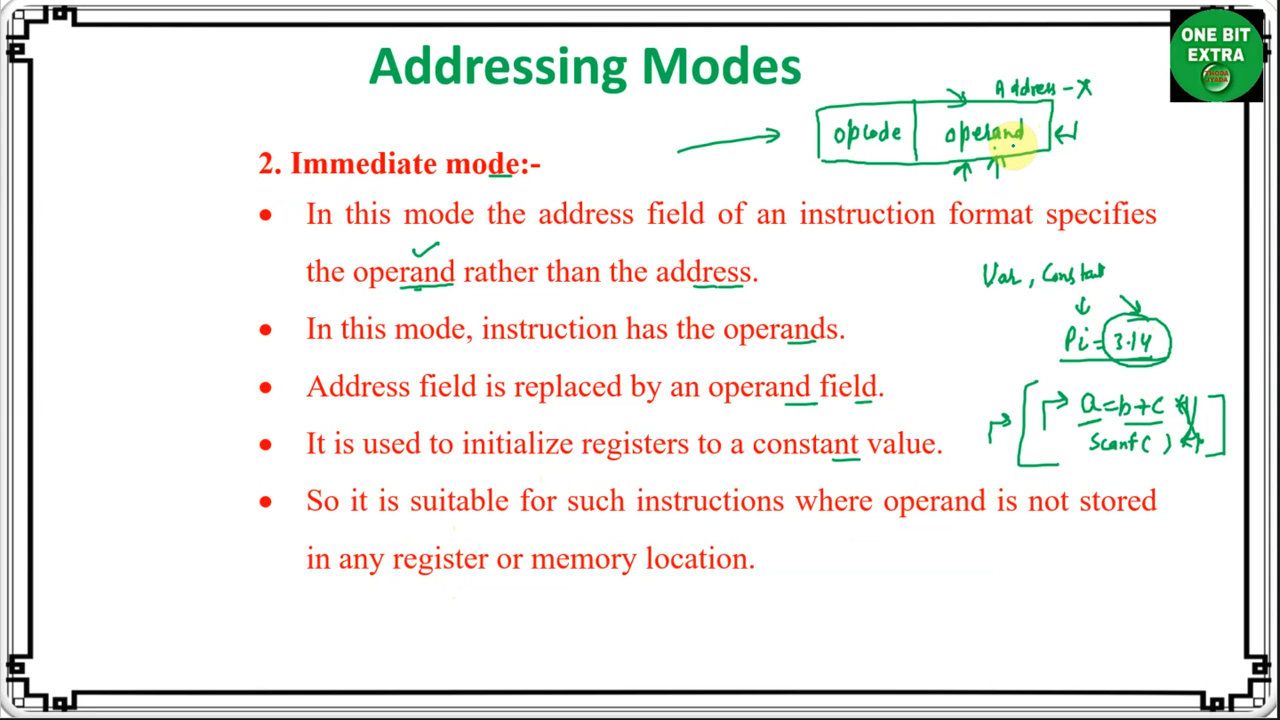 Addressing Modes
ONE BIT
EXTRA
THODA
JYADA
Address - X
opcode operand
2. Immediate mode:-
• In this mode the address field of an instruction format specifies
the operand rather than the address.
Var, Constant
• In this mode, instruction has the operands.
Pi = 3.14
• Address field is replaced by an operand field.
a=b+c
• It is used to initialize registers to a constant value.
Scanf( )
• So it is suitable for such instructions where operand is not stored
in any register or memory location.